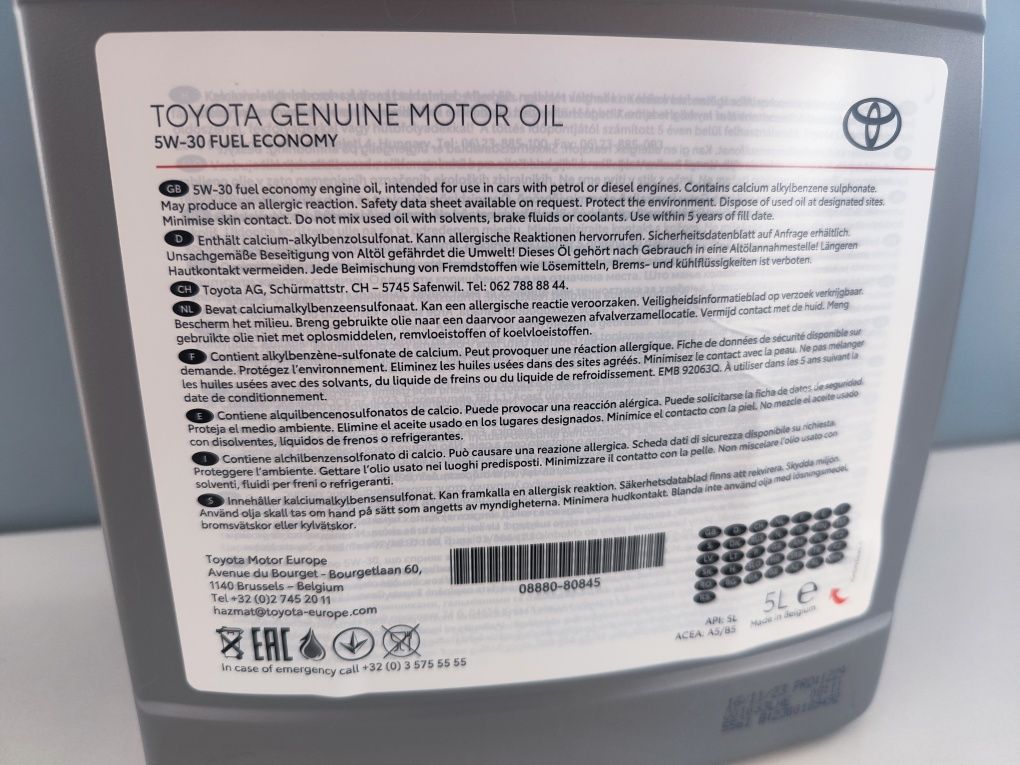 TOYOTA GENUINE MOTOR OIL
5W-30 FUEL ECONOMY
GB 5W-30 fuel economy engine oil, intended for use in cars with petrol or diesel engines. Contains calcium alkylbenzene sulphonate.
May produce an allergic reaction. Safety data sheet available on request. Protect the environment. Dispose of used oil at designated sites.
Minimise skin contact. Do not mix used oil with solvents, brake fluids or coolants. Use within 5 years of fill date.
D Enthält calcium-alkylbenzolsulfonat. Kann allergische Reaktionen hervorrufen. Sicherheitsdatenblatt auf Anfrage erhältlich.
Unsachgemäße Beseitigung von Altöl gefährdet die Umwelt! Dieses Öl gehört nach Gebrauch in eine Altölannahmestelle! Längeren
Hautkontakt vermeiden. Jede Beimischung von Fremdstoffen wie Lösemitteln, Brems- und kühlflüssigkeiten ist verboten.
CH Toyota AG, Schürmattstr. CH – 5745 Safenwil. Tel: 062 788 88 44.
NL Bevat calciumalkylbenzeensulfonaat. Kan een allergische reactie veroorzaken. Veiligheidsinformatieblad op verzoek verkrijgbaar.
Bescherm het milieu. Breng gebruikte olie naar een daarvoor aangewezen afvalverzamellocatie. Vermijd contact met de huid. Meng
gebruikte olie niet met oplosmiddelen, remvloeistoffen of koelvloeistoffen.
F Contient alkylbenzène-sulfonate de calcium. Peut provoquer une réaction allergique. Fiche de données de sécurité disponible sur
demande. Protégez l'environnement. Eliminez les huiles usées dans des sites agréés. Minimisez le contact avec la peau. Ne pas mélanger
les huiles usées avec des solvants, du liquide de freins ou du liquide de refroidissement. EMB 92063Q. À utiliser dans les 5 ans suivant la
date de conditionnement.
E Contiene alquilbencenosulfonatos de calcio. Puede provocar una reacción alérgica. Puede solicitarse la ficha de datos de seguridad.
Proteja el medio ambiente. Elimine el aceite usado en los lugares designados. Minimice el contacto con la piel. No mezcle el aceite usado
con disolventes, líquidos de frenos o refrigerantes.
I Contiene alchilbenzensolfonato di calcio. Può causare una reazione allergica. Scheda dati di sicurezza disponibile su richiesta.
Proteggere l'ambiente. Gettare l'olio usato nei luoghi predisposti. Minimizzare il contatto con la pelle. Non miscelare l'olio usato con
solventi, fluidi per freni o refrigeranti.
S Innehåller kalciumalkylbensensulfonat. Kan framkalla en allergisk reaktion. Säkerhetsdatablad finns att rekvirera. Skydda miljön.
Använd olja skall tas om hand på sätt som angetts av myndigheterna. Minimera hudkontakt. Blanda inte använd olja med lösningsmedel,
bromsvätskor eller kylvätskor.
Toyota Motor Europe
Avenue du Bourget - Bourgetlaan 60,
1140 Brussels – Belgium
Tel +32 (0)2 745 20 11
hazmat@toyota-europe.com
08880-80845
5L e
Made in Belgium
API: SL
ACEA: A5/B5
EAC
In case of emergency call +32 (0) 3 575 55 55